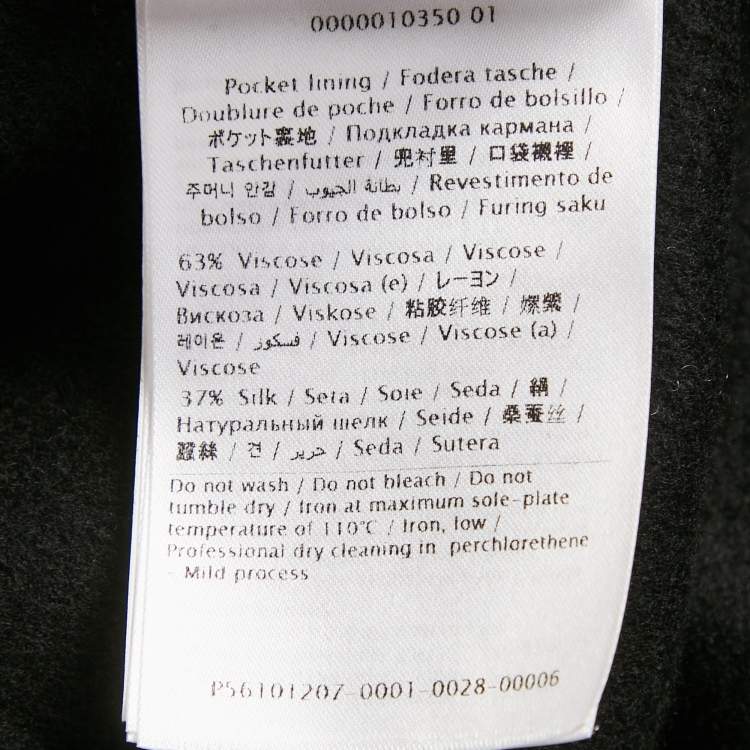 0000010350 01
Pocket lining / Fodera tasche /
Doublure de poche / Forro de bolsillo /
ポケット裏地 / Подкладка кармана /
Taschenfutter / 兜衬里 / 口袋襯裡 /
주머니 안감 / بطانة الجيوب / Revestimento de
bolso / Forro de bolso / Furing saku
63% Viscose / Viscosa / Viscose /
Viscosa / Viscosa (e) / レーヨン /
Вискоза / Viskose / 粘胶纤维 / 嫘縈 /
레이온 / فسكوز / Viscose / Viscose (a) /
Viscose
37% Silk / Seta / Soie / Seda / 絹 /
Натуральный шелк / Seide / 桑蚕丝 /
蠶絲 / 견 / حرير / Seda / Sutera
Do not wash / Do not bleach / Do not
tumble dry / Iron at maximum sole-plate
temperature of 110°C / Iron, low /
Professional dry cleaning in perchlorethene
- Mild process
P56101207-0001-0028-00006